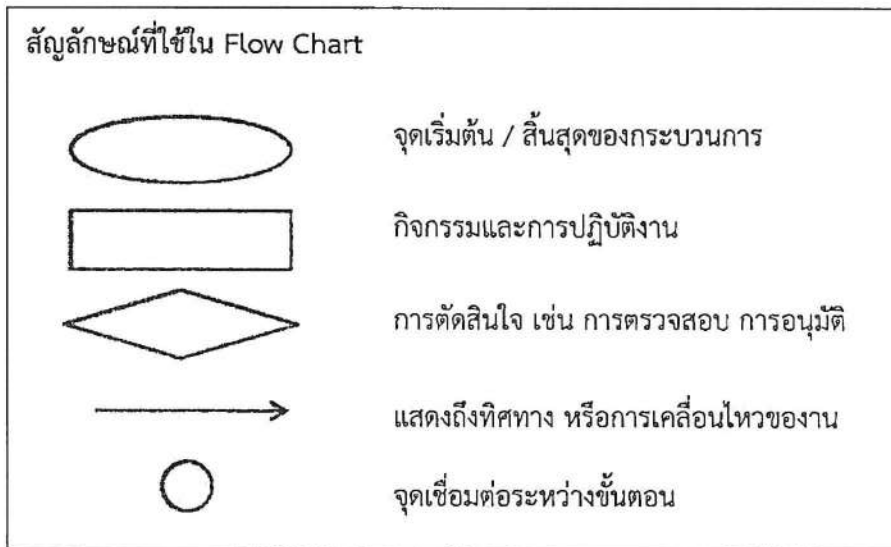 สัญลักษณ์ที่ใช้ใน Flow Chart
จุดเริ่มต้น / สิ้นสุดของกระบวนการ
กิจกรรมและการปฏิบัติงาน
การตัดสินใจ เช่น การตรวจสอบ การอนุมัติ
แสดงถึงทิศทาง หรือการเคลื่อนไหวของงาน
จุดเชื่อมต่อระหว่างขั้นตอน